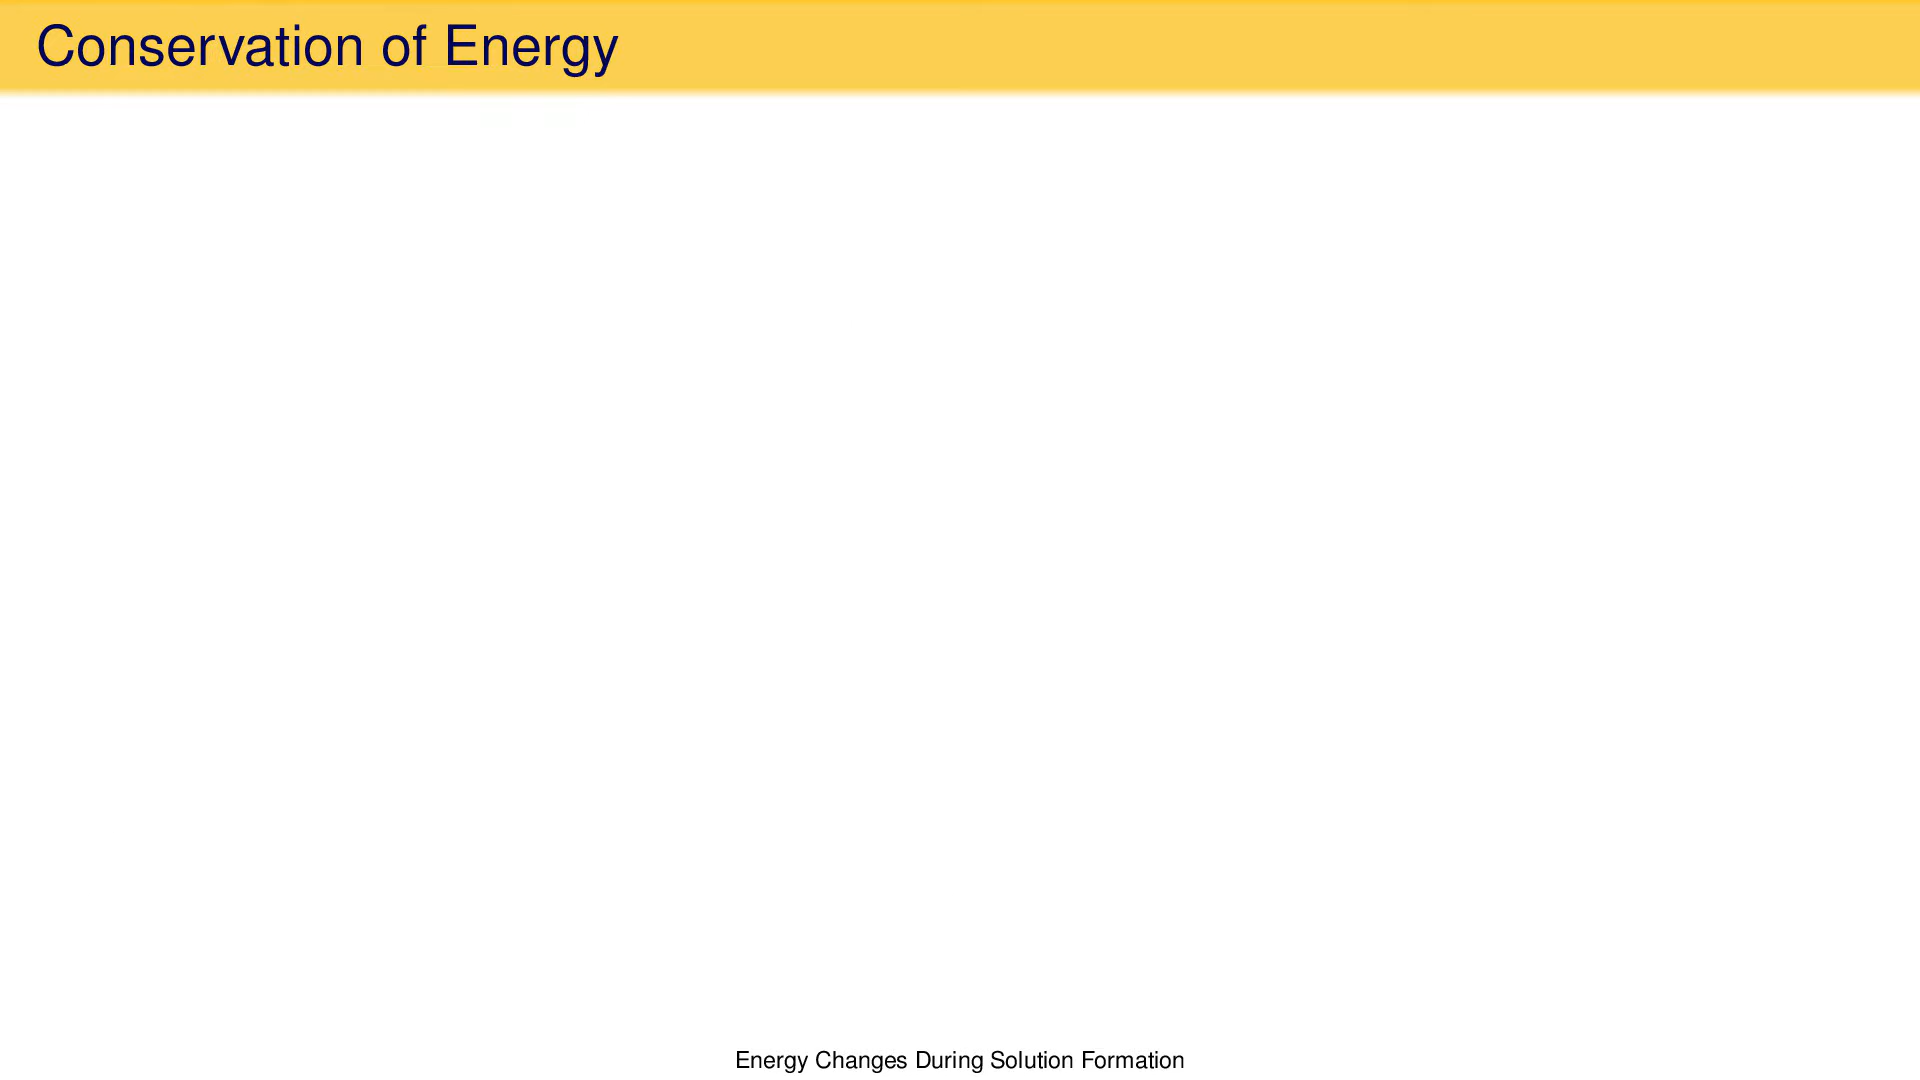 Conservation of Energy
Energy Changes During Solution Formation